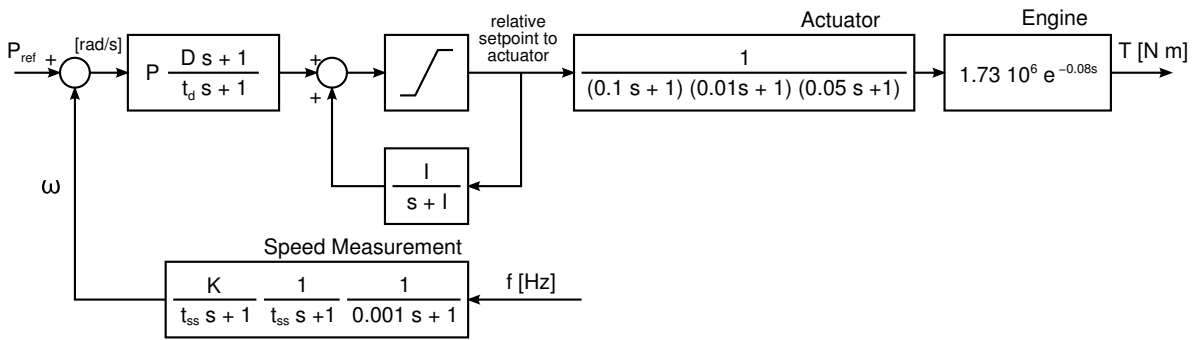 Actuator
Engine
relative
setpoint to
actuator
P_ref + [rad/s]
P (D s + 1)/(t_d s + 1)
+
+
1/((0.1 s + 1) (0.01s + 1) (0.05 s +1))
1.73 10^6 e^-0.08s
T [N m]
I/(s + I)
ω
Speed Measurement
K/(t_ss s + 1) 1/(t_ss s +1) 1/(0.001 s + 1)
f [Hz]